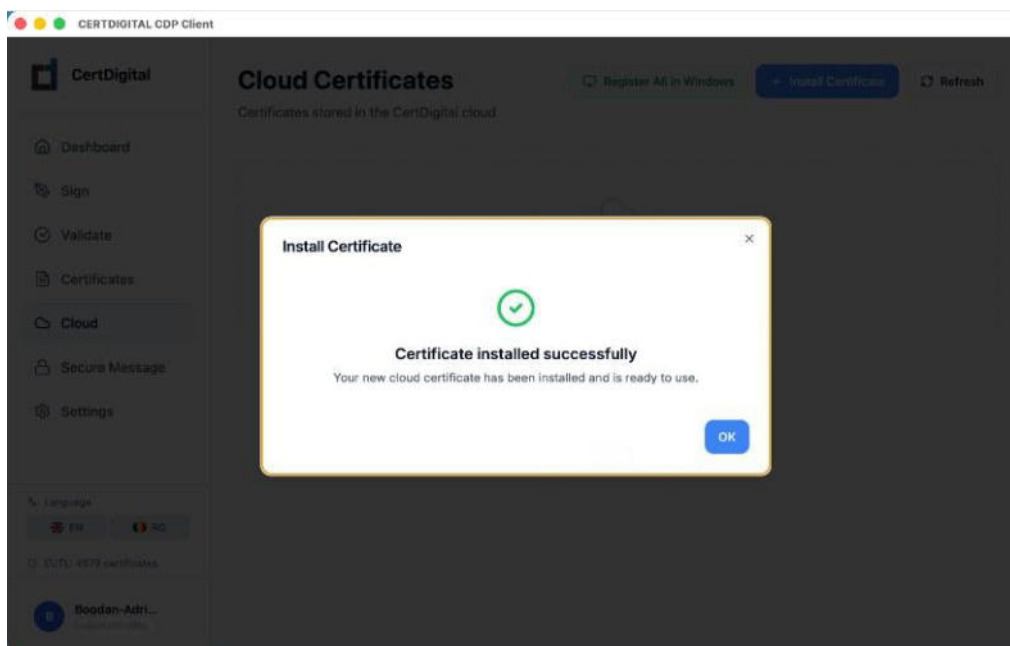 CERTDIGITAL CDP Client
CertDigital
Dashboard
Sign
Validate
Certificates
Cloud
Secure Message
Settings
Language
EN RO
EUTL: 4579 certificates
B Bogdan-Adri...
Cloud Certificates
Certificates stored in the CertDigital cloud
Register All in Windows
+ Install Certificate
Refresh
Install Certificate
×
Certificate installed successfully
Your new cloud certificate has been installed and is ready to use.
OK